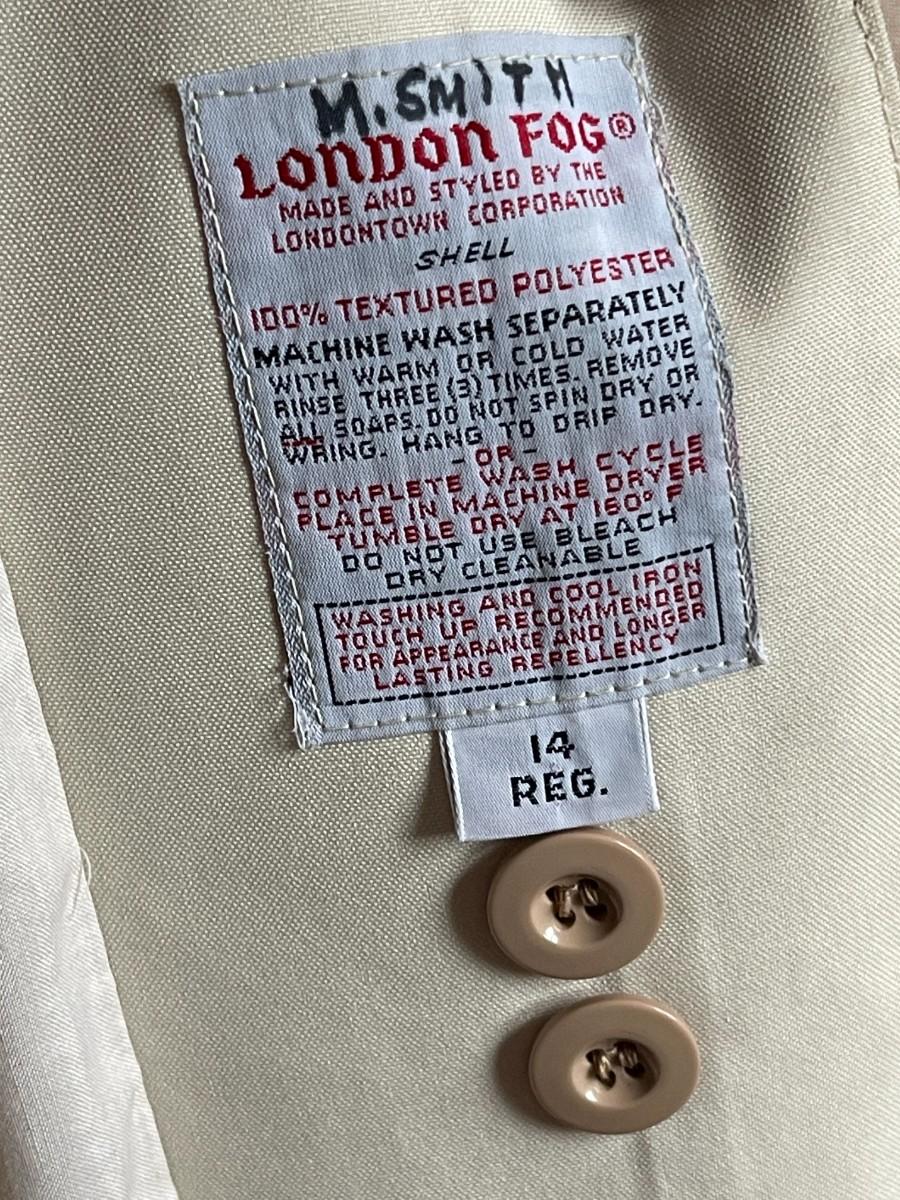 M. SMITH
LONDON FOG®
MADE AND STYLED BY THE
LONDONTOWN CORPORATION
SHELL
100% TEXTURED POLYESTER
MACHINE WASH SEPARATELY
WITH WARM OR COLD WATER
RINSE THREE (3) TIMES. REMOVE
ALL SOAPS. DO NOT SPIN DRY OR
WRING. HANG TO DRIP DRY.
- OR -
COMPLETE WASH CYCLE
PLACE IN MACHINE DRYER
TUMBLE DRY AT 160° F
DO NOT USE BLEACH
DRY CLEANABLE
WASHING AND COOL IRON
TOUCH UP RECOMMENDED
FOR APPEARANCE AND LONGER
LASTING REPELLENCY
14
REG.